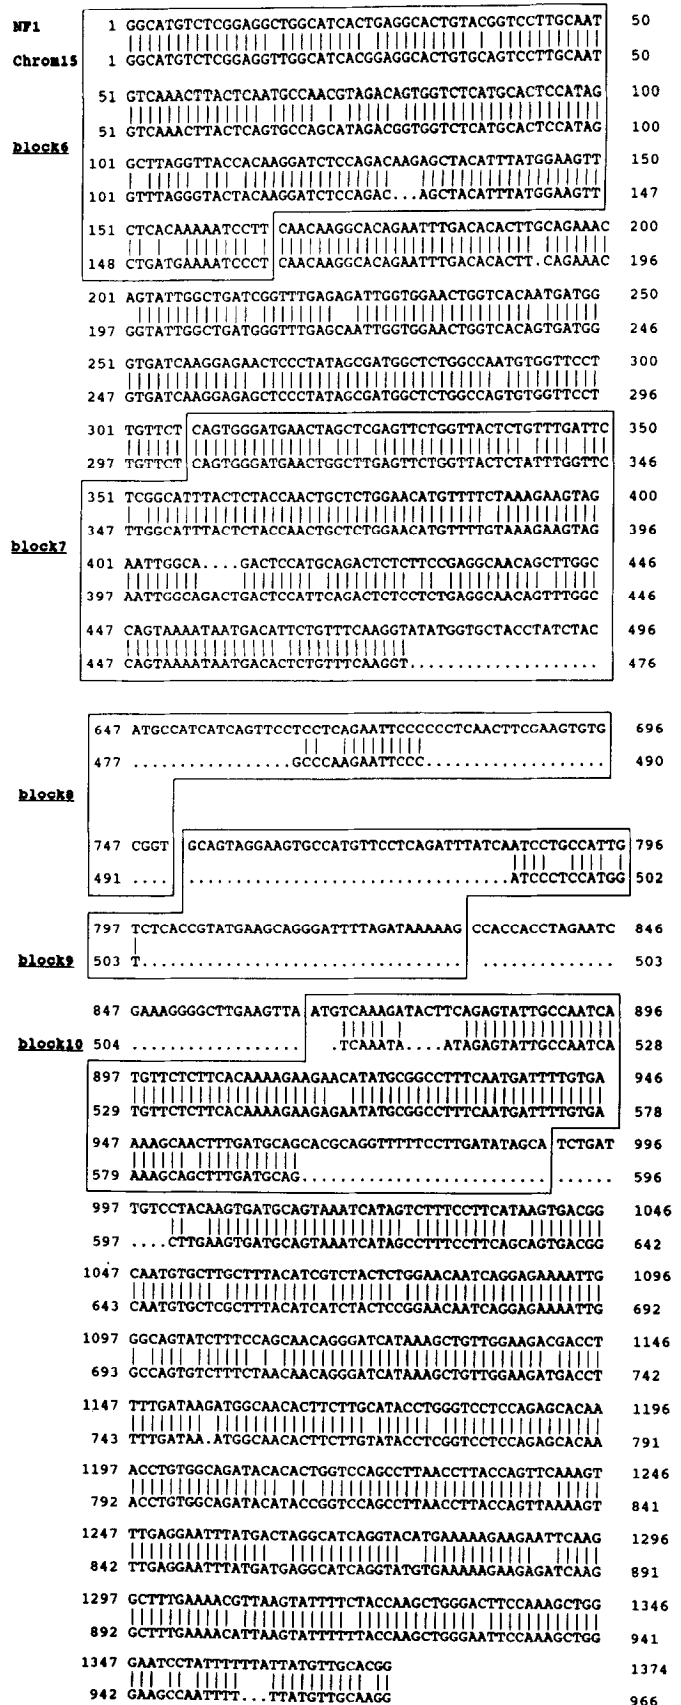 NF1 1 GGCATGTCTCGGAGGCTGGCATCACTGAGGCACTGTACGGTCCTTGCAAT 50
Chrom15 1 GGCATGTCTCGGAGGTTGGCATCACGGAGGCACTGTGCAGTCCTTGCAAT 50
51 GTCAAACTTACTCAATGCCAACGTAGACAGTGGTCTCATGCACTCCATAG 100
51 GTCAAACTTACTCAGTGCCAGCATAGACGGTGGTCTCATGCACTCCATAG 100
block6
101 GCTTAGGTTACCACAAGGATCTCCAGACAAGAGCTACATTTATGGAAGTT 150
101 GTTTAGGGTACTACAAGGATCTCCAGAC...AGCTACATTTATGGAAGTT 147
151 CTCACAAAAATCCTT CAACAAGGCACAGAATTTGACACACTTGCAGAAAC 200
148 CTGATGAAAATCCCT CAACAAGGCACAGAATTTGACACACTT.CAGAAAC 196
201 AGTATTGGCTGATCGGTTTGAGAGATTGGTGGAACTGGTCACAATGATGG 250
197 GGTATTGGCTGATGGGTTTGAGCAATTGGTGGAACTGGTCACAGTGATGG 246
251 GTGATCAAGGAGAACTCCCTATAGCGATGGCTCTGGCCAATGTGGTTCCT 300
247 GTGATCAAGGAGAGCTCCCTATAGCGATGGCTCTGGCCAGTGTGGTTCCT 296
301 TGTTCT CAGTGGGATGAACTAGCTCGAGTTCTGGTTACTCTGTTTGATTC 350
297 TGTTCT CAGTGGGATGAACTGGCTTGAGTTCTGGTTACTCTATTTGGTTC 346
351 TCGGCATTTACTCTACCAACTGCTCTGGAACATGTTTTCTAAAGAAGTAG 400
347 TTGGCATTTACTCTACCAACTGCTCTGGAACATGTTTTGTAAAGAAGTAG 396
block7
401 AATTGGCA....GACTCCATGCAGACTCTCTTCCGAGGCAACAGCTTGGC 446
397 AATTGGCAGACTGACTCCATTCAGACTCTCCTCTGAGGCAACAGTTTGGC 446
447 CAGTAAAATAATGACATTCTGTTTCAAGGTATATGGTGCTACCTATCTAC 496
447 CAGTAAAATAATGACACTCTGTTTCAAGGT.................... 476
647 ATGCCATCATCAGTTCCTCCTCAGAATTCCCCCCTCAACTTCGAAGTGTG 696
477 .................GCCCAAGAATTCCC................... 490
block8
747 CGGT GCAGTAGGAAGTGCCATGTTCCTCAGATTTATCAATCCTGCCATTG 796
491 .... ..................................ATCCCTCCATGG 502
797 TCTCACCGTATGAAGCAGGGATTTTAGATAAAAAG CCACCACCTAGAATC 846
block9 503 T.................................. ............... 503
847 GAAAGGGGCTTGAAGTTA ATGTCAAAGATACTTCAGAGTATTGCCAATCA 896
block10 504 .................. .TCAAATA....ATAGAGTATTGCCAATCA 528
897 TGTTCTCTTCACAAAAGAAGAACATATGCGGCCTTTCAATGATTTTGTGA 946
529 TGTTCTCTTCACAAAAGAAGAGAATATGCGGCCTTTCAATGATTTTGTGA 578
947 AAAGCAACTTTGATGCAGCACGCAGGTTTTTCCTTGATATAGCA TCTGAT 996
579 AAAGCAGCTTTGATGCAG.......................... ...... 596
997 TGTCCTACAAGTGATGCAGTAAATCATAGTCTTTCCTTCATAAGTGACGG 1046
597 ....CTTGAAGTGATGCAGTAAATCATAGCCTTTCCTTCAGCAGTGACGG 642
1047 CAATGTGCTTGCTTTACATCGTCTACTCTGGAACAATCAGGAGAAAATTG 1096
643 CAATGTGCTCGCTTTACATCATCTACTCCGGAACAATCAGGAGAAAATTG 692
1097 GGCAGTATCTTTCCAGCAACAGGGATCATAAAGCTGTTGGAAGACGACCT 1146
693 GCCAGTGTCTTTCTAACAACAGGGATCATAAAGCTGTTGGAAGATGACCT 742
1147 TTTGATAAGATGGCAACACTTCTTGCATACCTGGGTCCTCCAGAGCACAA 1196
743 TTTGATAA.ATGGCAACACTTCTTGTATACCTCGGTCCTCCAGAGCACAA 791
1197 ACCTGTGGCAGATACACACTGGTCCAGCCTTAACCTTACCAGTTCAAAGT 1246
792 ACCTGTGGCAGATACATACCGGTCCAGCCTTAACCTTACCAGTTAAAAGT 841
1247 TTGAGGAATTTATGACTAGGCATCAGGTACATGAAAAAGAAGAATTCAAG 1296
842 TTGAGGAATTTATGATGAGGCATCAGGTATGTGAAAAAGAAGAGATCAAG 891
1297 GCTTTGAAAACGTTAAGTATTTTCTACCAAGCTGGGACTTCCAAAGCTGG 1346
892 GCTTTGAAAACATTAAGTATTTTTTACCAAGCTGGGAATTCCAAAGCTGG 941
1347 GAATCCTATTTTTTATTATGTTGCACGG 1374
942 GAAGCCAATTTT...TTATGTTGCAAGG 966